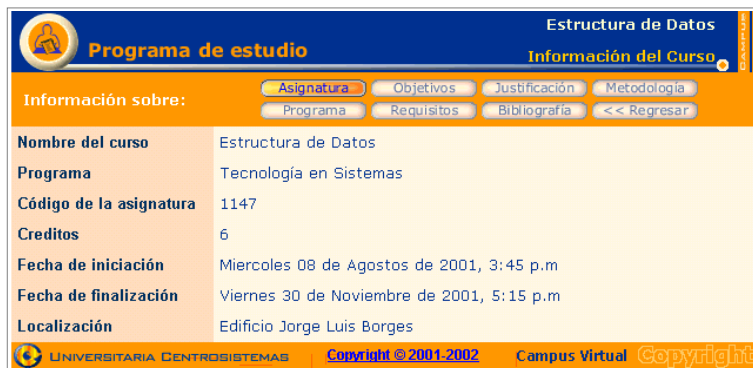 Estructura de Datos
Programa de estudio
Información del Curso
CAMPUS
Información sobre:
Asignatura Objetivos Justificación Metodología
Programa Requisitos Bibliografía << Regresar
Nombre del curso Estructura de Datos
Programa Tecnología en Sistemas
Código de la asignatura 1147
Creditos 6
Fecha de iniciación Miercoles 08 de Agostos de 2001, 3:45 p.m
Fecha de finalización Viernes 30 de Noviembre de 2001, 5:15 p.m
Localización Edificio Jorge Luis Borges
UNIVERSITARIA CENTROSISTEMAS Copyright © 2001-2002 Campus Virtual Copyright